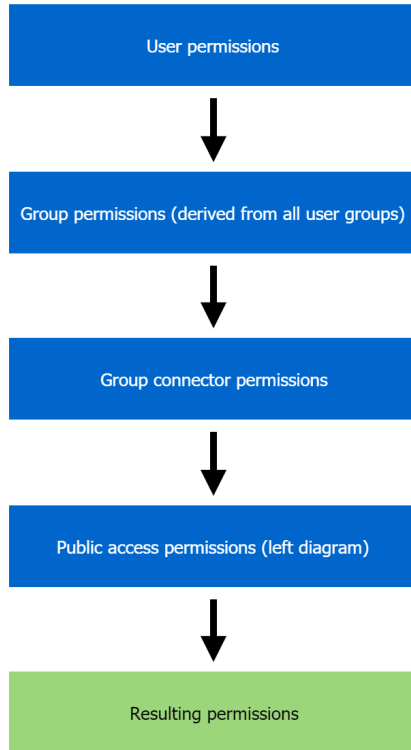 User permissions
Group permissions (derived from all user groups)
Group connector permissions
Public access permissions (left diagram)
Resulting permissions